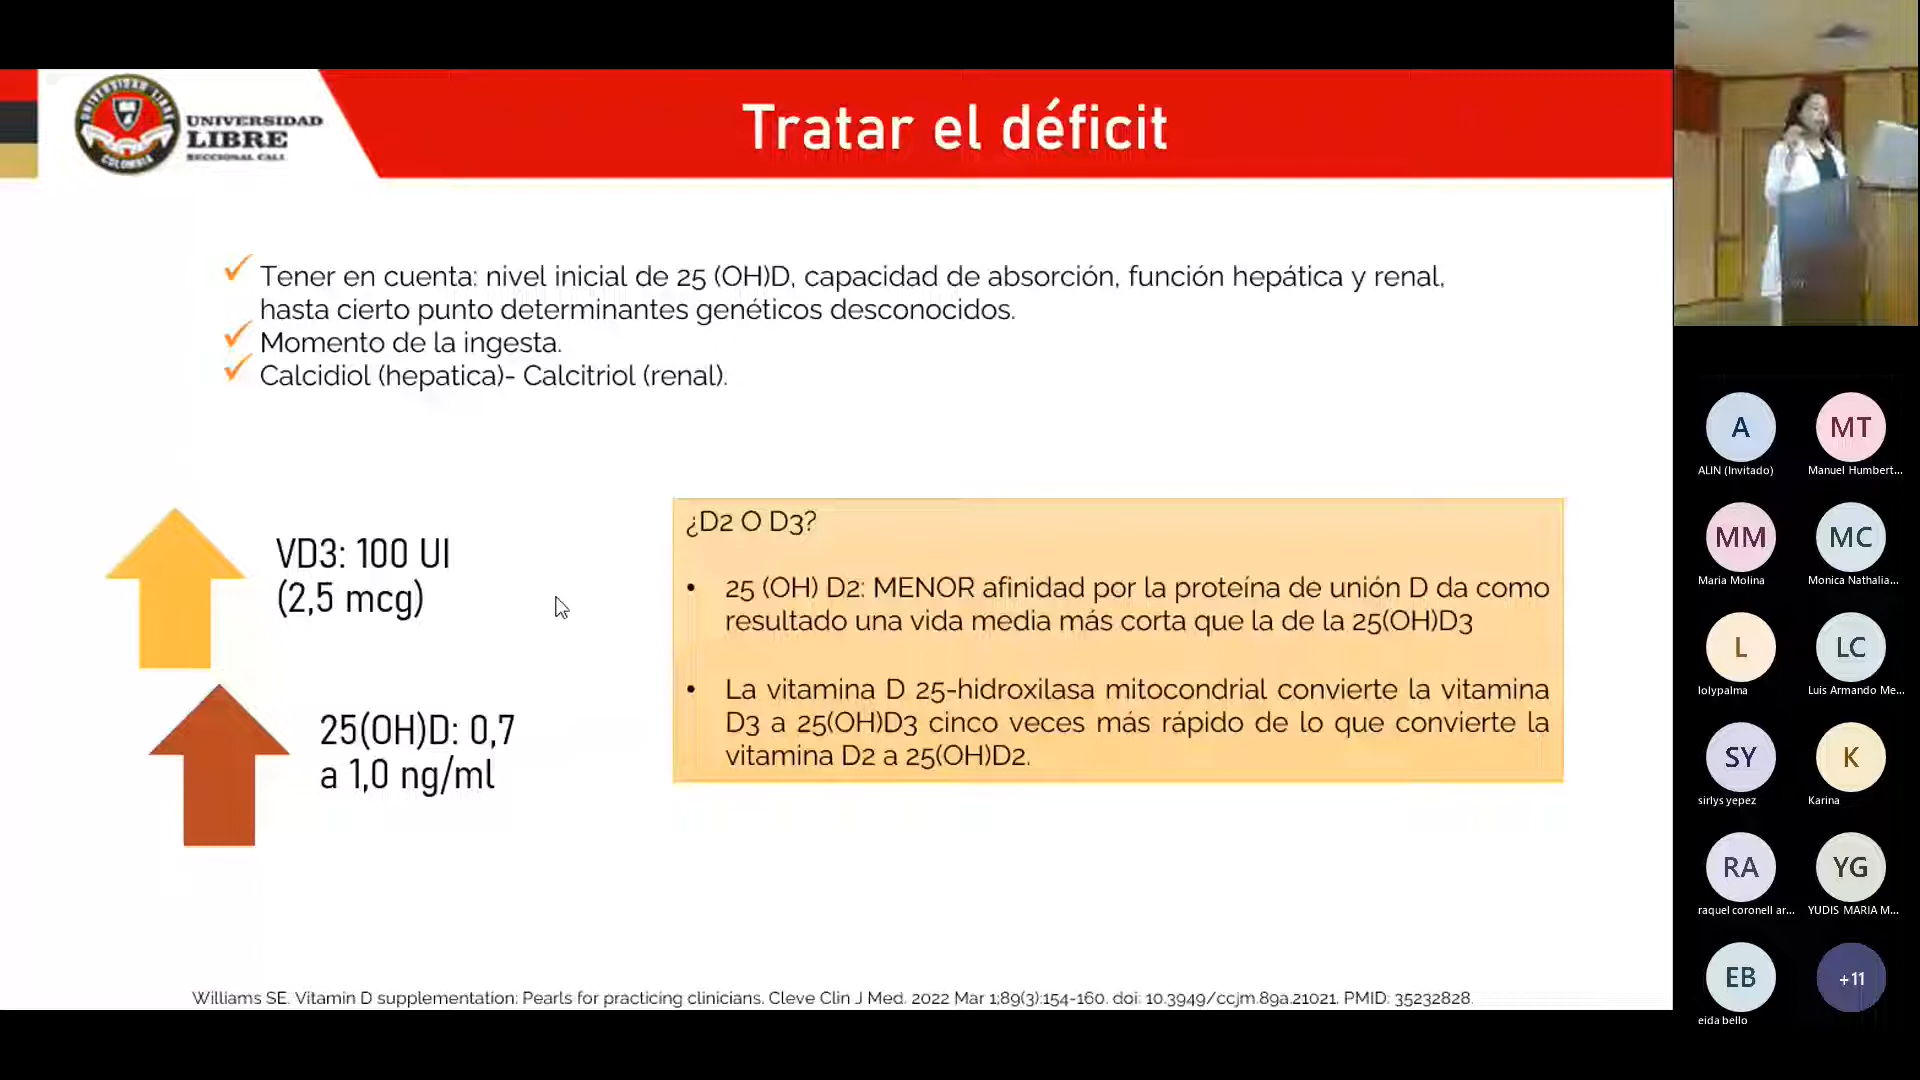 UNIVERSIDAD LIBRE
COLOMBIA
UNIVERSIDAD
LIBRE
SECCIONAL CALI
Tratar el déficit
Tener en cuenta: nivel inicial de 25 (OH)D, capacidad de absorción, función hepática y renal,
hasta cierto punto determinantes genéticos desconocidos.
Momento de la ingesta.
Calcidiol (hepatica)- Calcitriol (renal).
VD3: 100 UI
(2,5 mcg)
25(OH)D: 0,7
a 1,0 ng/ml
¿D2 O D3?
• 25 (OH) D2: MENOR afinidad por la proteína de unión D da como
resultado una vida media más corta que la de la 25(OH)D3
• La vitamina D 25-hidroxilasa mitocondrial convierte la vitamina
D3 a 25(OH)D3 cinco veces más rápido de lo que convierte la
vitamina D2 a 25(OH)D2.
Williams SE. Vitamin D supplementation: Pearls for practicing clinicians. Cleve Clin J Med. 2022 Mar 1;89(3):154-160. doi: 10.3949/ccjm.89a.21021. PMID: 35232828.
A
MT
ALIN (Invitado)
Manuel Humbert...
MM
MC
Maria Molina
Monica Nathalia...
L
LC
lolypalma
Luis Armando Me...
SY
K
sirlys yepez
Karina
RA
YG
raquel coronell ar...
YUDIS MARIA M...
EB
+11
eida bello